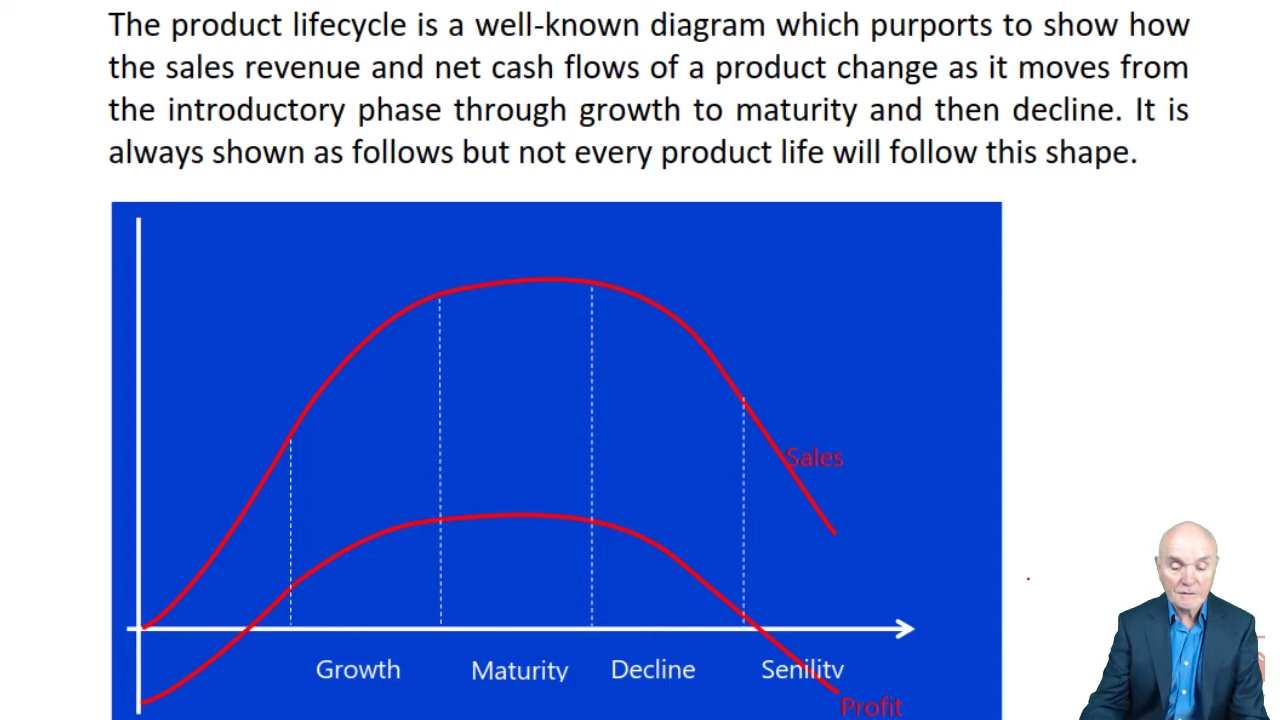 The product lifecycle is a well-known diagram which purports to show how
the sales revenue and net cash flows of a product change as it moves from
the introductory phase through growth to maturity and then decline. It is
always shown as follows but not every product life will follow this shape.
Sales
Growth Maturity Decline Senility
Profit